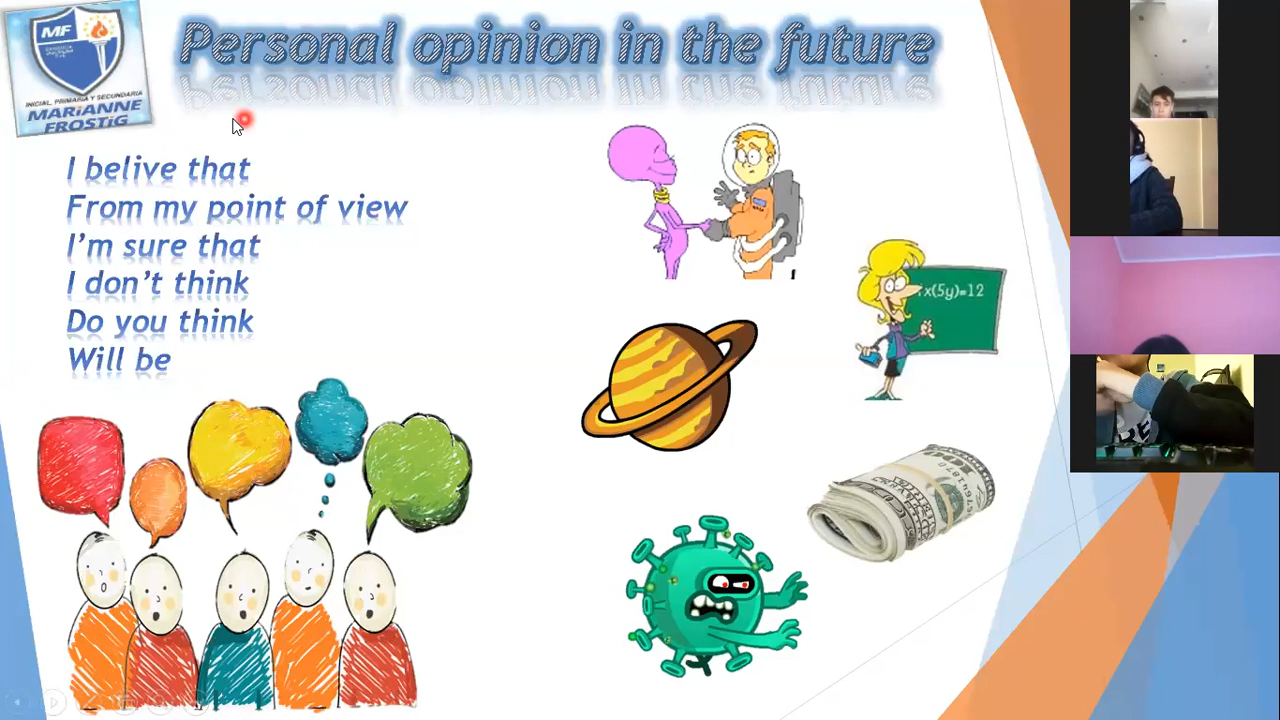 MF
INICIAL, PRIMARIA Y SECUNDARIA
MARIANNE
FROSTIG
Personal opinion in the future
I belive that
From my point of view
I'm sure that
I don't think
Do you think
Will be
x(5y)=12